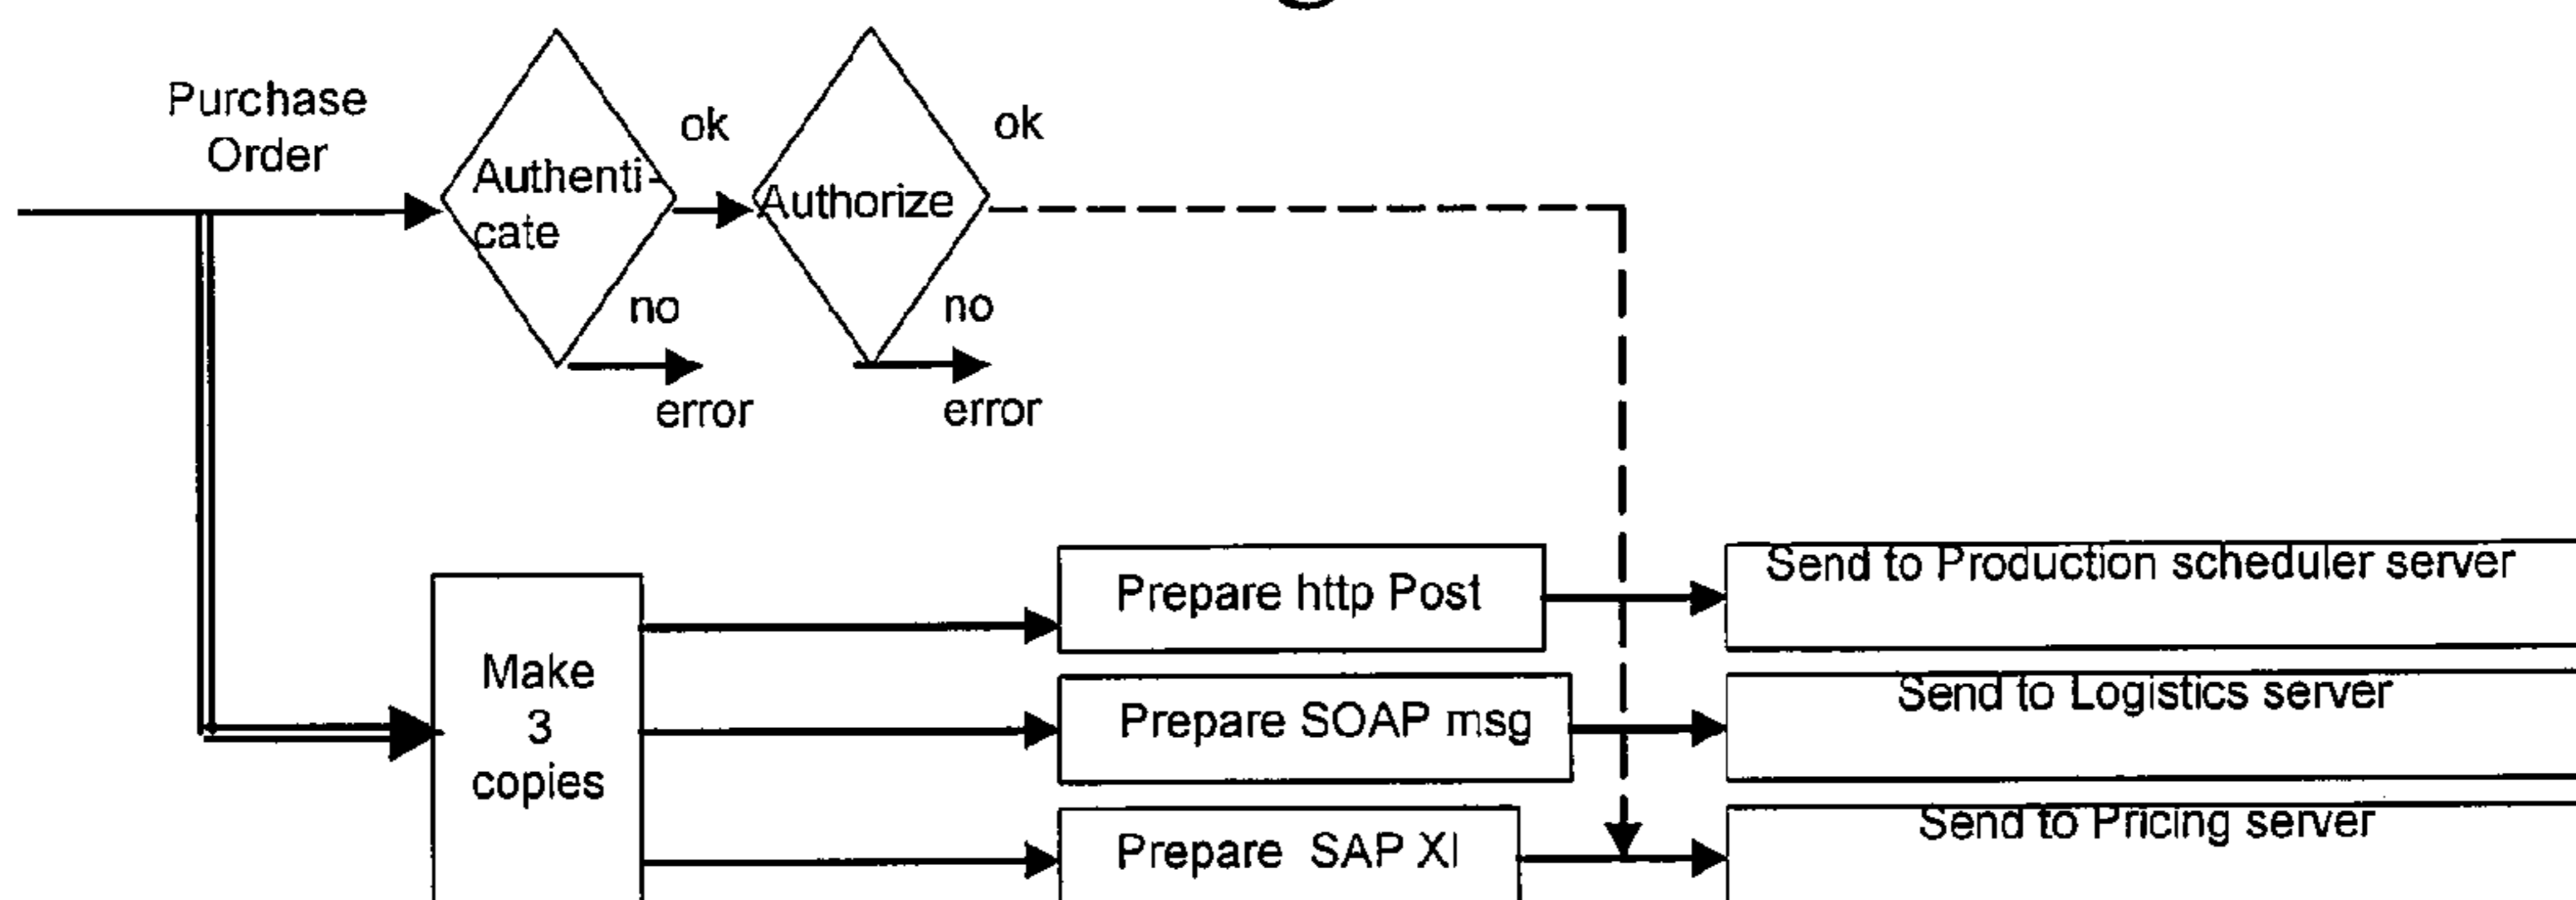 Purchase
Order
ok
ok
Authenti-
cate
Authorize
no
no
error
error
Make
3
copies
Prepare http Post
Send to Production scheduler server
Prepare SOAP msg
Send to Logistics server
Prepare SAP XI
Send to Pricing server